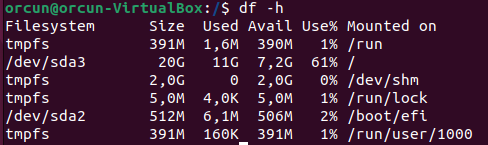 orcun@orcun-VirtualBox:/$ df -h
Filesystem Size Used Avail Use% Mounted on
tmpfs 391M 1,6M 390M 1% /run
/dev/sda3 20G 11G 7,2G 61% /
tmpfs 2,0G 0 2,0G 0% /dev/shm
tmpfs 5,0M 4,0K 5,0M 1% /run/lock
/dev/sda2 512M 6,1M 506M 2% /boot/efi
tmpfs 391M 160K 391M 1% /run/user/1000